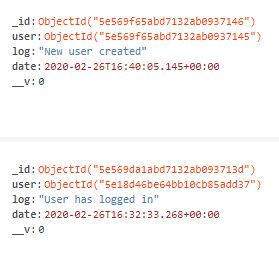 _id: ObjectId("5e569f65abd7132ab0937146")
user: ObjectId("5e569f65abd7132ab0937145")
log: "New user created"
date: 2020-02-26T16:40:05.145+00:00
__v: 0
_id: ObjectId("5e569da1abd7132ab093713d")
user: ObjectId("5e18d46be64bb10cb85add37")
log: "User has logged in"
date: 2020-02-26T16:32:33.268+00:00
__v: 0